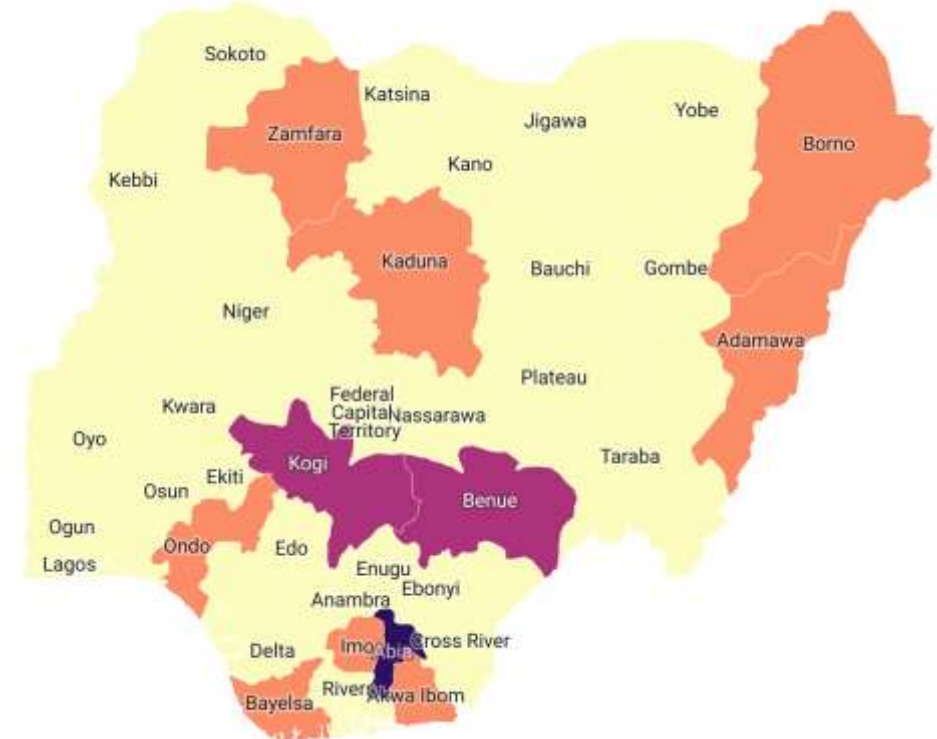 Sokoto
Katsina
Yobe
Jigawa
Zamfara
Borno
Kano
Kebbi
Kaduna
Bauchi
Gombe
Niger
Adamawa
Plateau
Federal
Capital
Territory
Nassarawa
Kwara
Oyo
Taraba
Kogi
Ekiti
Osun
Benue
Ogun
Ondo
Edo
Lagos
Enugu
Ebonyi
Anambra
Cross River
Imo
Abia
Delta
Rivers
Akwa Ibom
Bayelsa